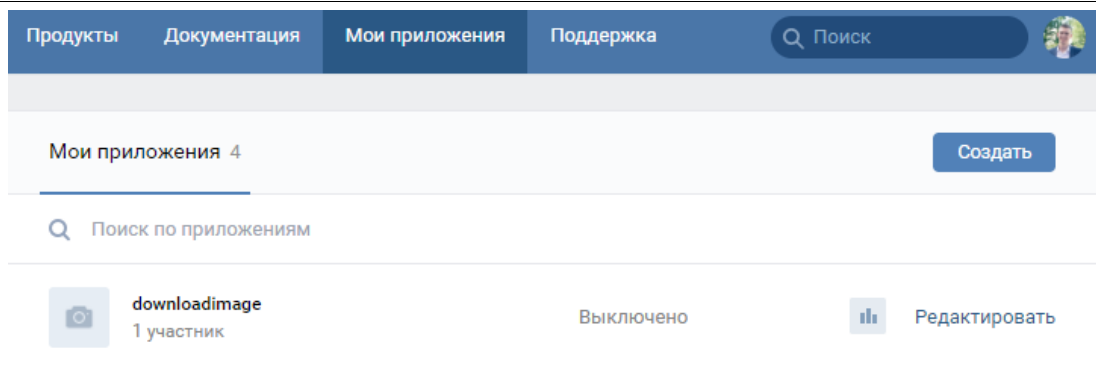 Продукты Документация Мои приложения Поддержка Поиск
Мои приложения 4 Создать
Поиск по приложениям
downloadimage
1 участник Выключено Редактировать